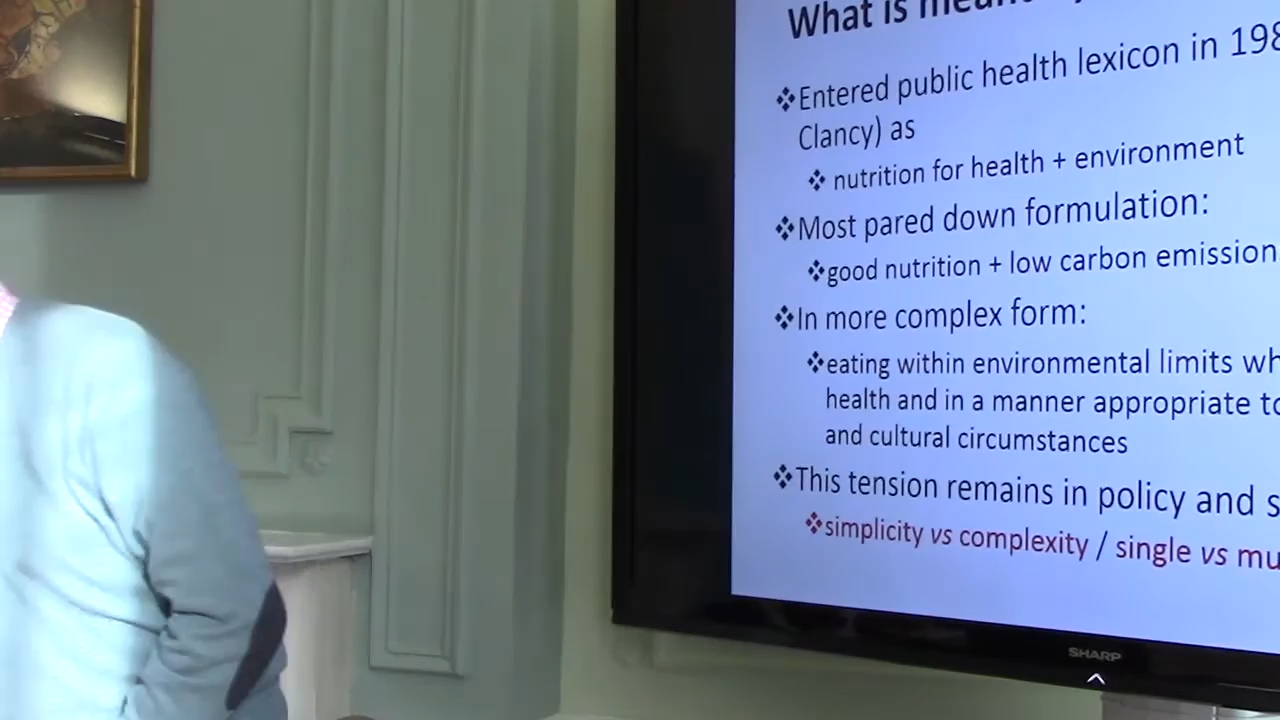 What is
❖Entered public health lexicon in 198
Clancy) as
❖ nutrition for health + environment
❖Most pared down formulation:
❖good nutrition + low carbon emission
❖In more complex form:
❖eating within environmental limits wh
health and in a manner appropriate to
and cultural circumstances
❖This tension remains in policy and s
❖simplicity vs complexity / single vs mu
SHARP